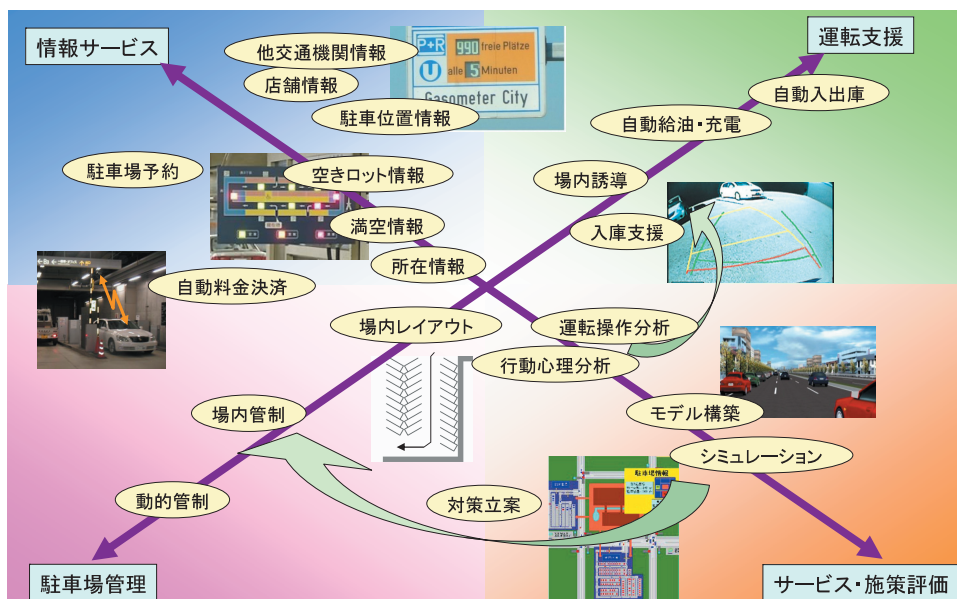 情報サービス
運転支援
他交通機関情報
店舗情報
駐車位置情報
P+R 990 freie Plätze
U alle 5 Minuten
Gasometer City
自動入出庫
自動給油・充電
駐車場予約
空きロット情報
場内誘導
満空情報
入庫支援
所在情報
自動料金決済
場内レイアウト
運転操作分析
行動心理分析
場内管制
モデル構築
シミュレーション
駐車場情報
動的管制
対策立案
駐車場管理
サービス・施策評価